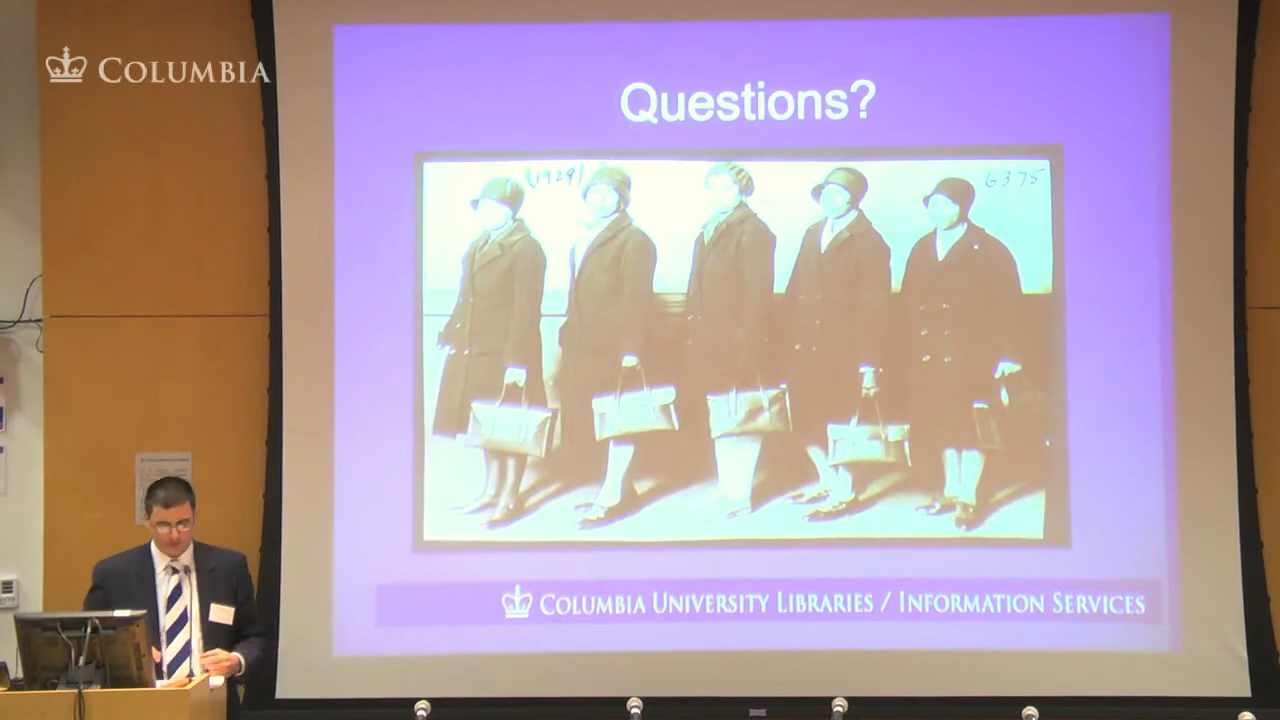 COLUMBIA
Questions?
(1929)
6375
COLUMBIA UNIVERSITY LIBRARIES / INFORMATION SERVICES